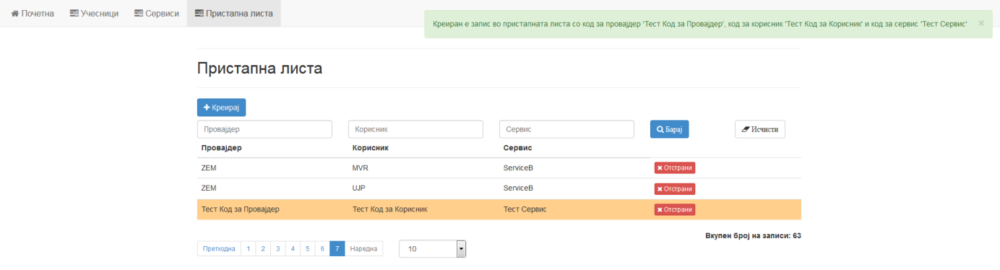 Почетна Учесници Сервиси Пристапна листа
Креиран е запис во пристапната листа со код за провајдер 'Тест Код за Провајдер', код за корисник 'Тест Код за Корисник' и код за сервис 'Тест Сервис' ×
Пристапна листа
Креирај
Провајдер Корисник Сервис Барај Исчисти
Провајдер Корисник Сервис
ZEM MVR ServiceB Отстрани
ZEM UJP ServiceB Отстрани
Тест Код за Провајдер Тест Код за Корисник Тест Сервис Отстрани
Вкупен број на записи: 63
Претходна 1 2 3 4 5 6 7 Наредна 10